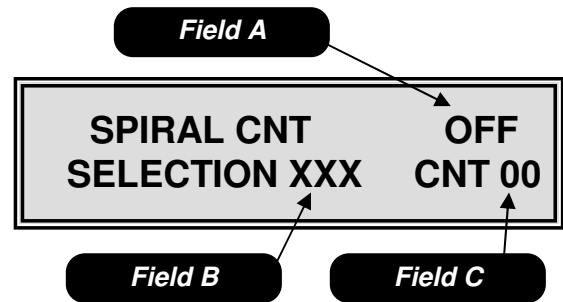 Field A
SPIRAL CNT OFF
SELECTION XXX CNT 00
Field B Field C